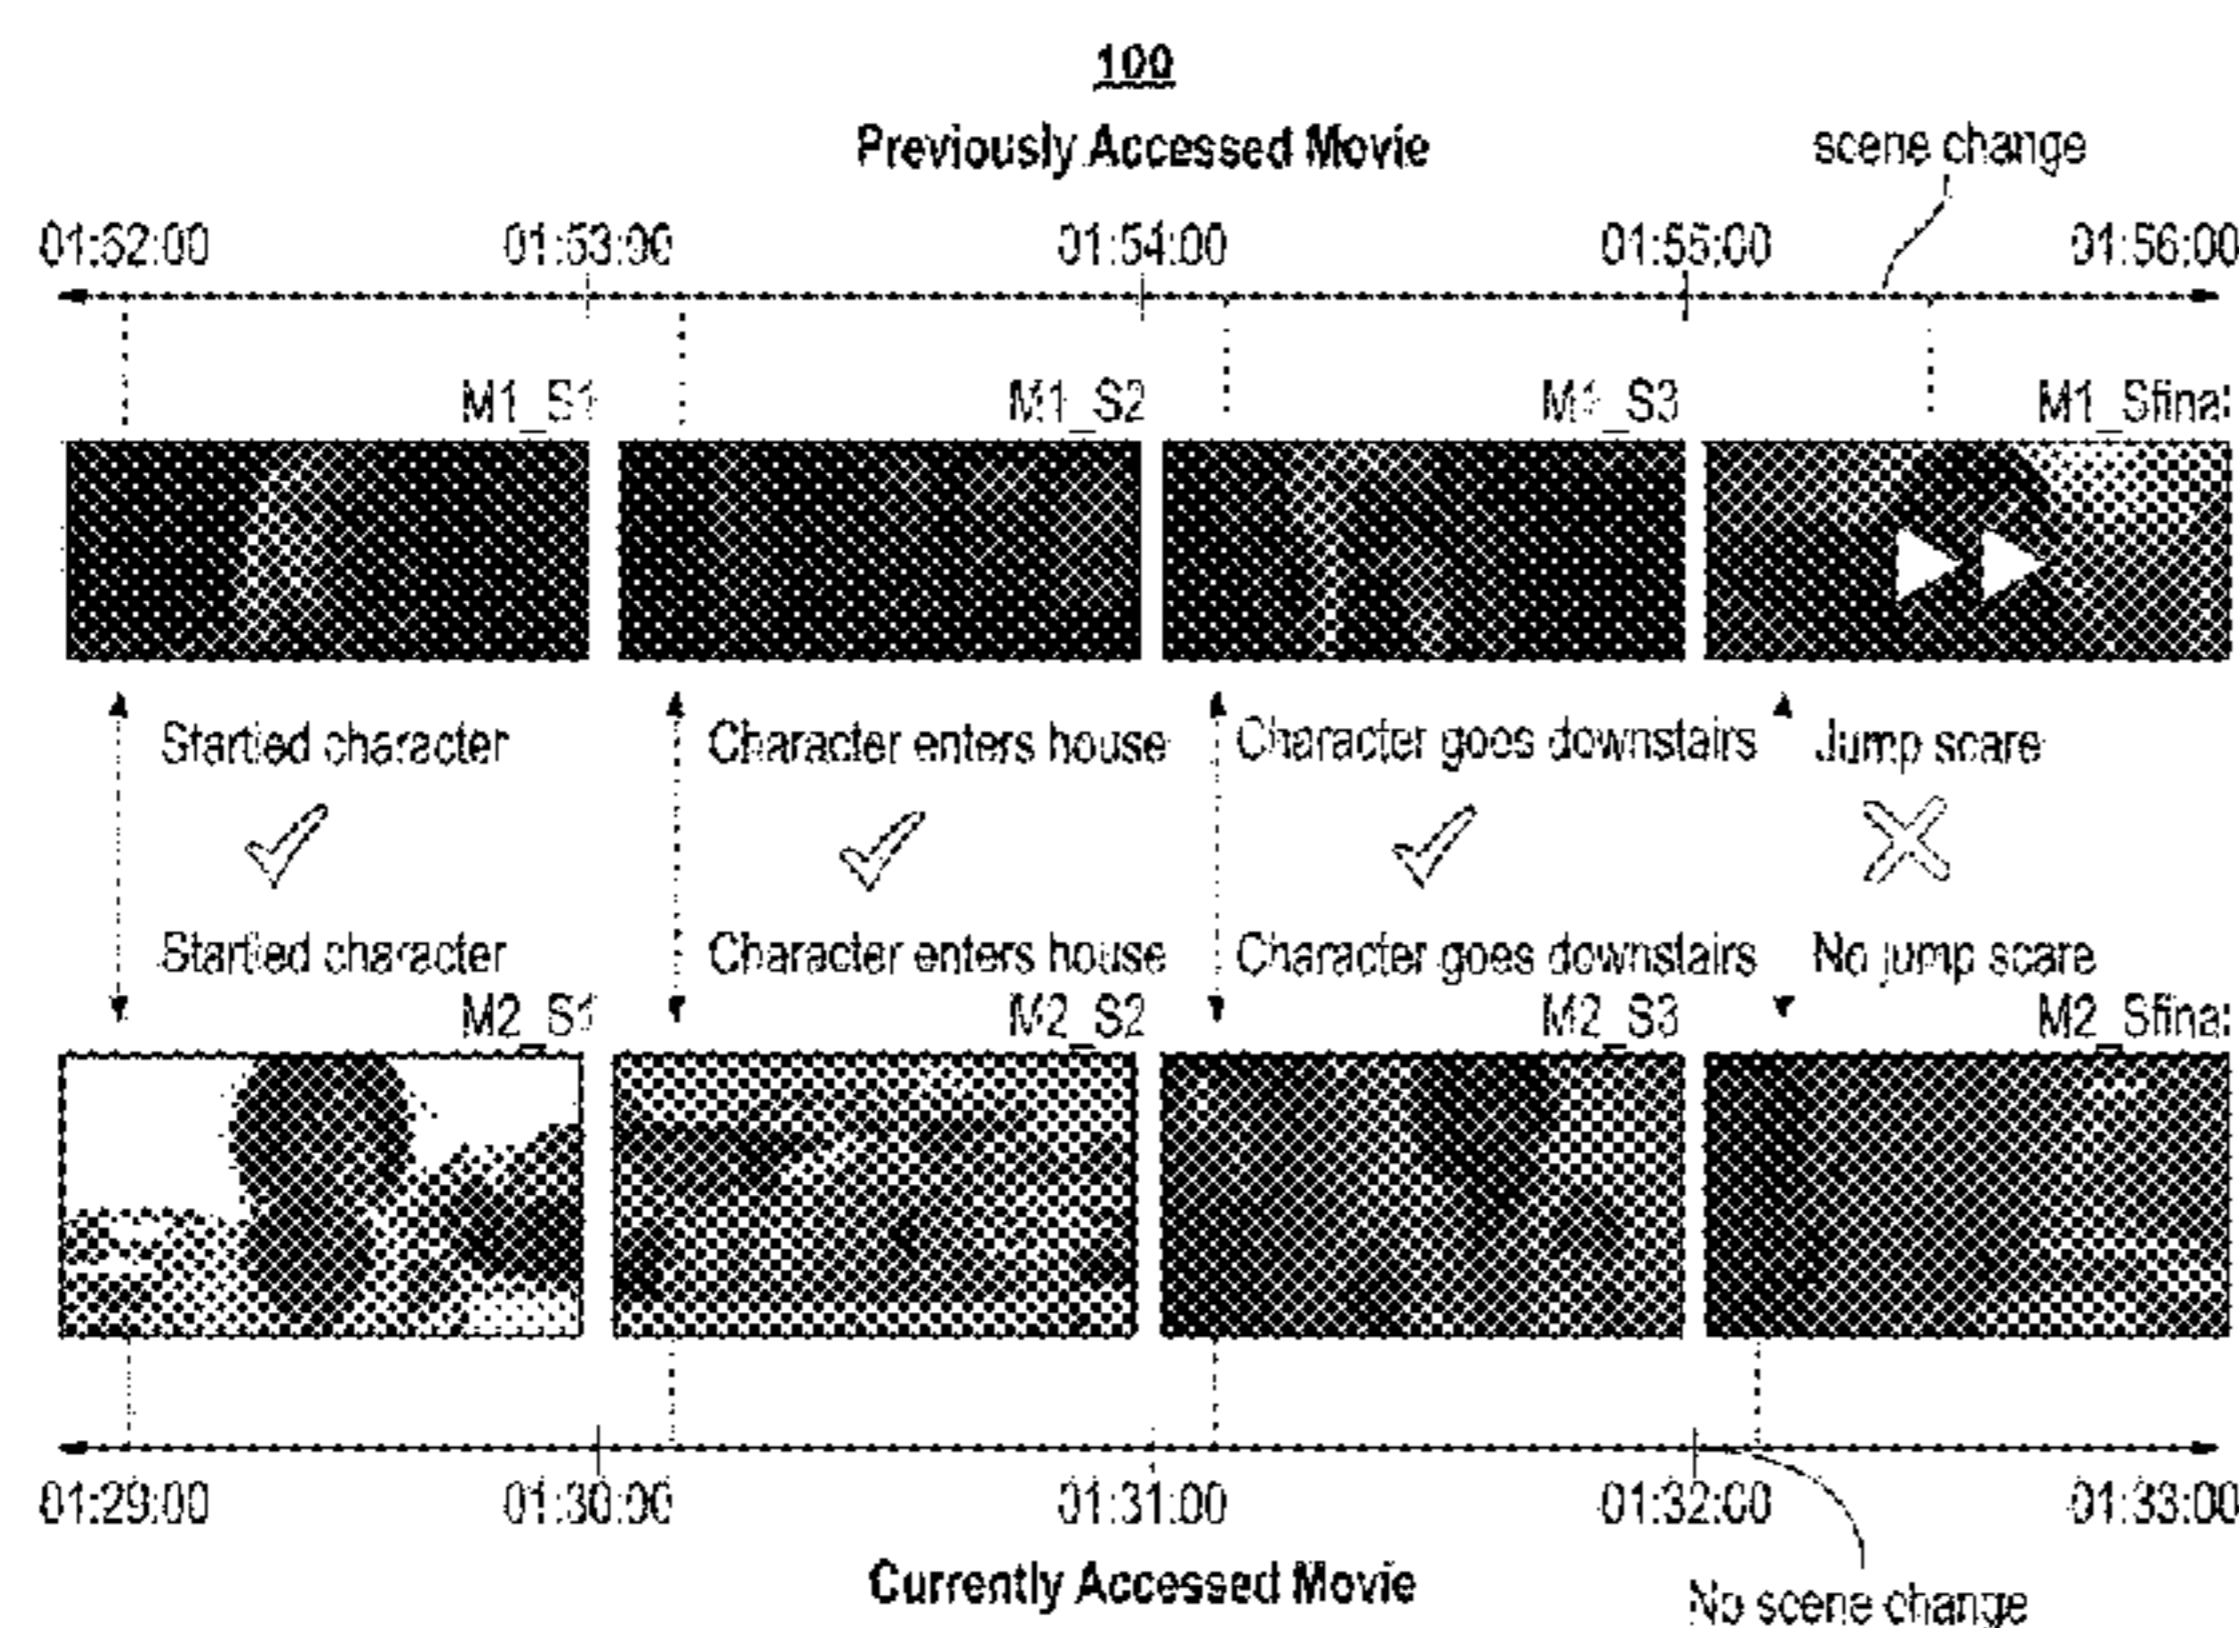 100
Previously Accessed Movie
scene change
01:52:00 01:53:00 01:54:00 01:55:00 01:56:00
M1_S1 M1_S2 M1_S3 M1_Sfinal
Startled character Character enters house Character goes downstairs Jump scare
Startled character Character enters house Character goes downstairs No jump scare
M2_S1 M2_S2 M2_S3 M2_Sfinal
01:29:00 01:30:00 01:31:00 01:32:00 01:33:00
Currently Accessed Movie
No scene change